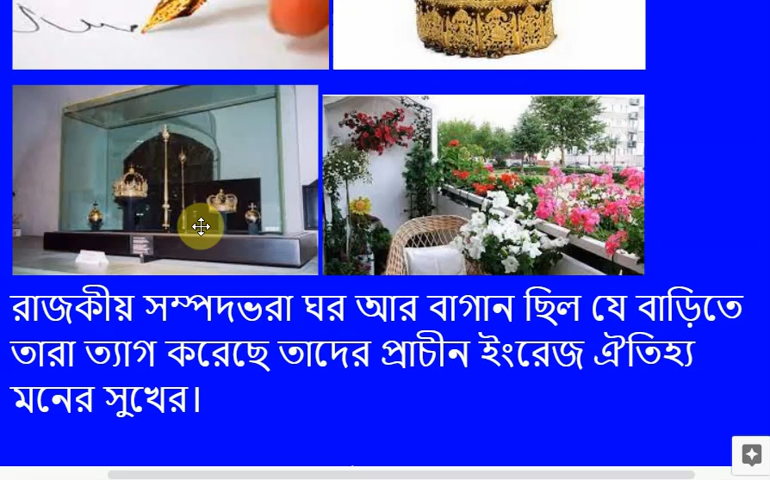 রাজকীয় সম্পদভরা ঘর আর বাগান ছিল যে বাড়িতে
তারা ত্যাগ করেছে তাদের প্রাচীন ইংরেজ ঐতিহ্য
মনের সুখের।